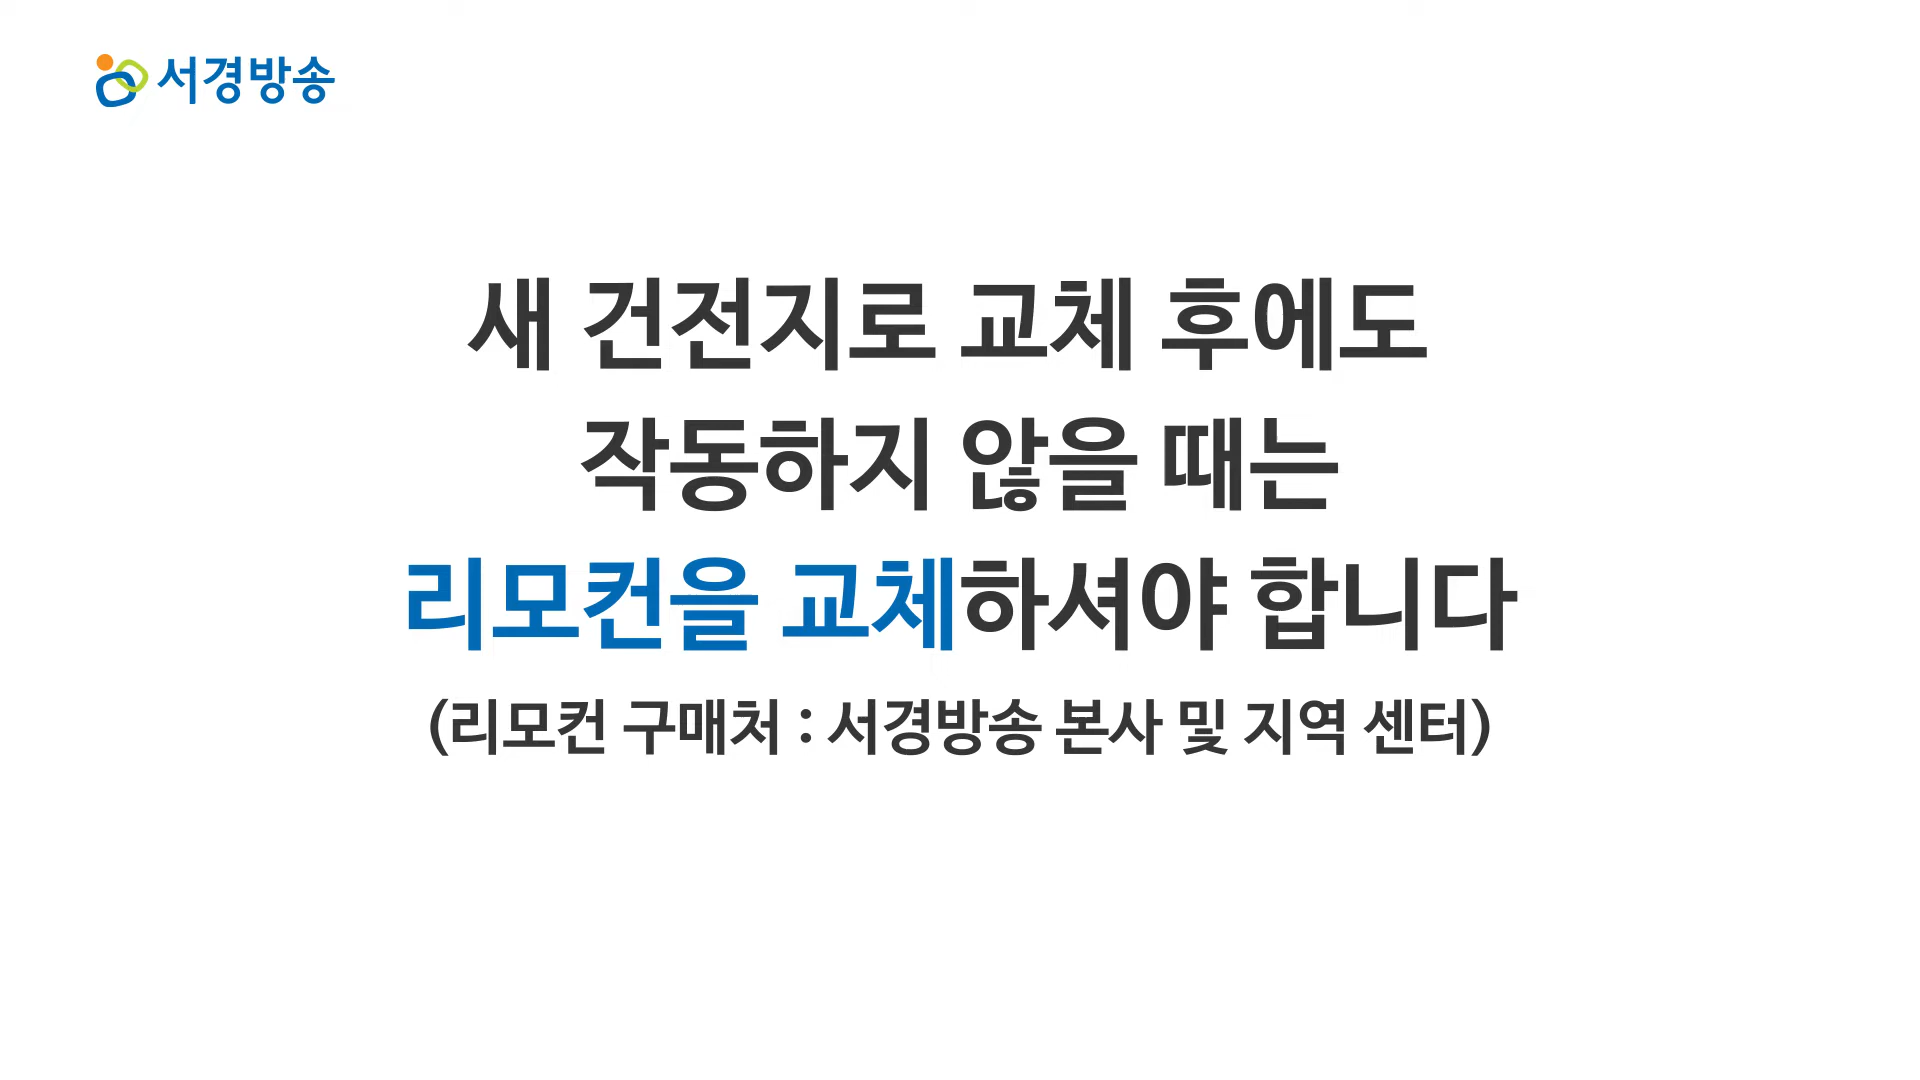 서경방송
새 건전지로 교체 후에도
작동하지 않을 때는
리모컨을 교체하셔야 합니다
(리모컨 구매처 : 서경방송 본사 및 지역 센터)